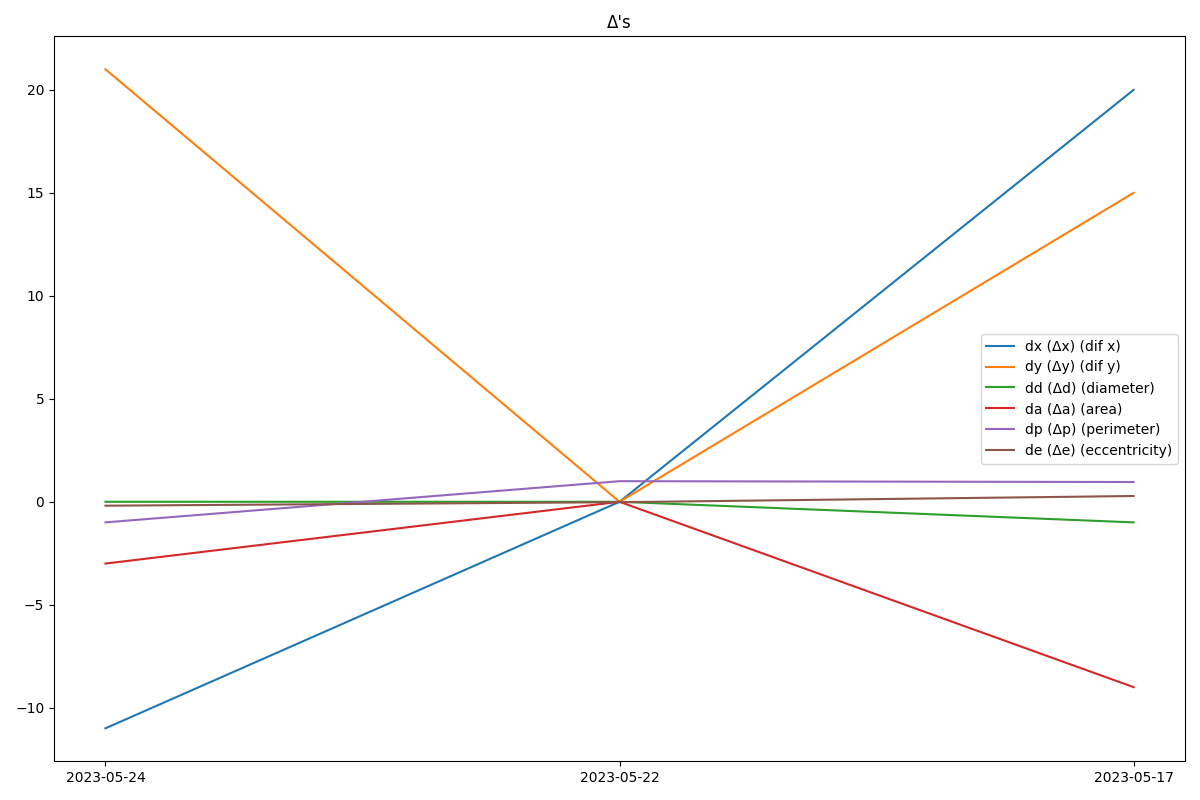 Δ's
20
15
10
5
0
−5
−10
dx (Δx) (dif x)
dy (Δy) (dif y)
dd (Δd) (diameter)
da (Δa) (area)
dp (Δp) (perimeter)
de (Δe) (eccentricity)
2023-05-24 2023-05-22 2023-05-17